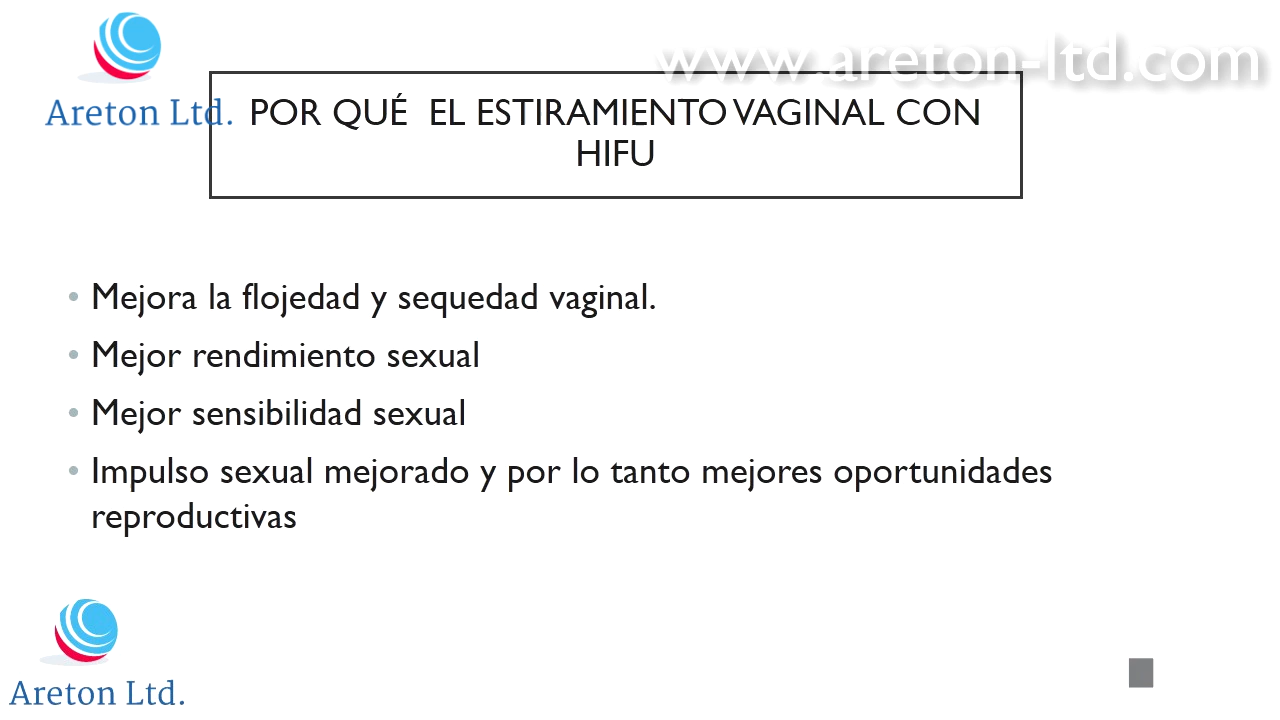 www.areton-ltd.com
Areton Ltd.
POR QUÉ EL ESTIRAMIENTO VAGINAL CON
HIFU
• Mejora la flojedad y sequedad vaginal.
• Mejor rendimiento sexual
• Mejor sensibilidad sexual
• Impulso sexual mejorado y por lo tanto mejores oportunidades
reproductivas
Areton Ltd.